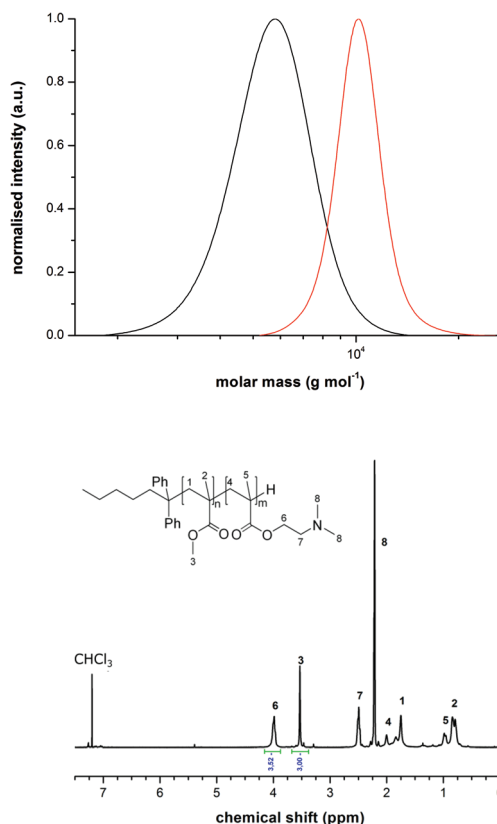 normalised intensity (a.u.)
1.0
0.8
0.6
0.4
0.2
0.0
10⁴
molar mass (g mol⁻¹)
Ph
Ph
1
2
n
4
5
m
H
O
O
3
O
O
6
7
N
8
8
CHCl₃
6
3
7
8
4
1
5
2
3,52
3,00
7
6
5
4
3
2
1
0
chemical shift (ppm)